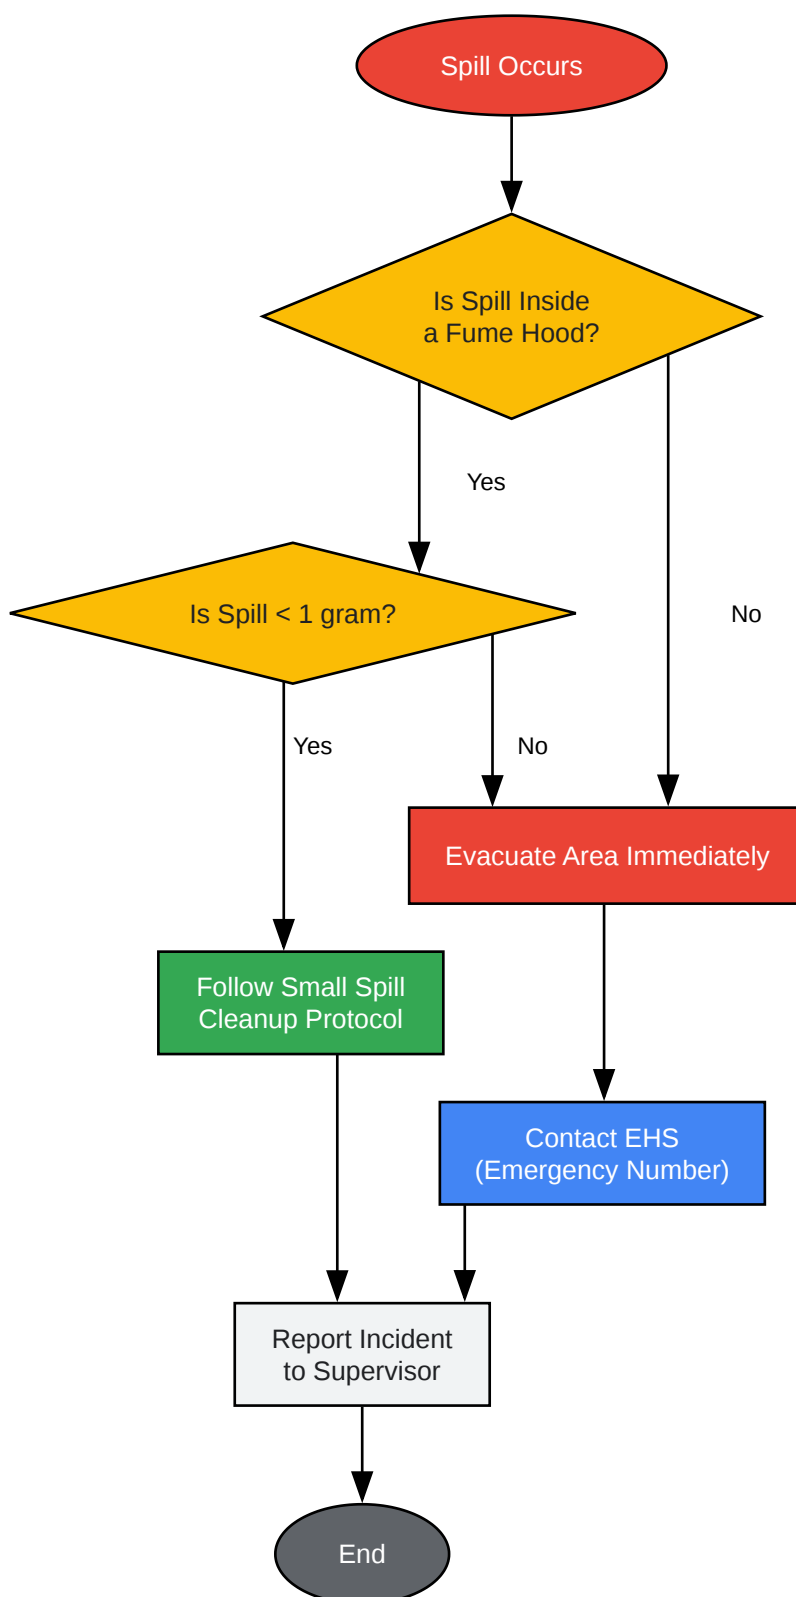 Spill Occurs
Is Spill Inside
a Fume Hood?
Yes
Is Spill < 1 gram?
No
Yes
No
Evacuate Area Immediately
Follow Small Spill
Cleanup Protocol
Contact EHS
(Emergency Number)
Report Incident
to Supervisor
End